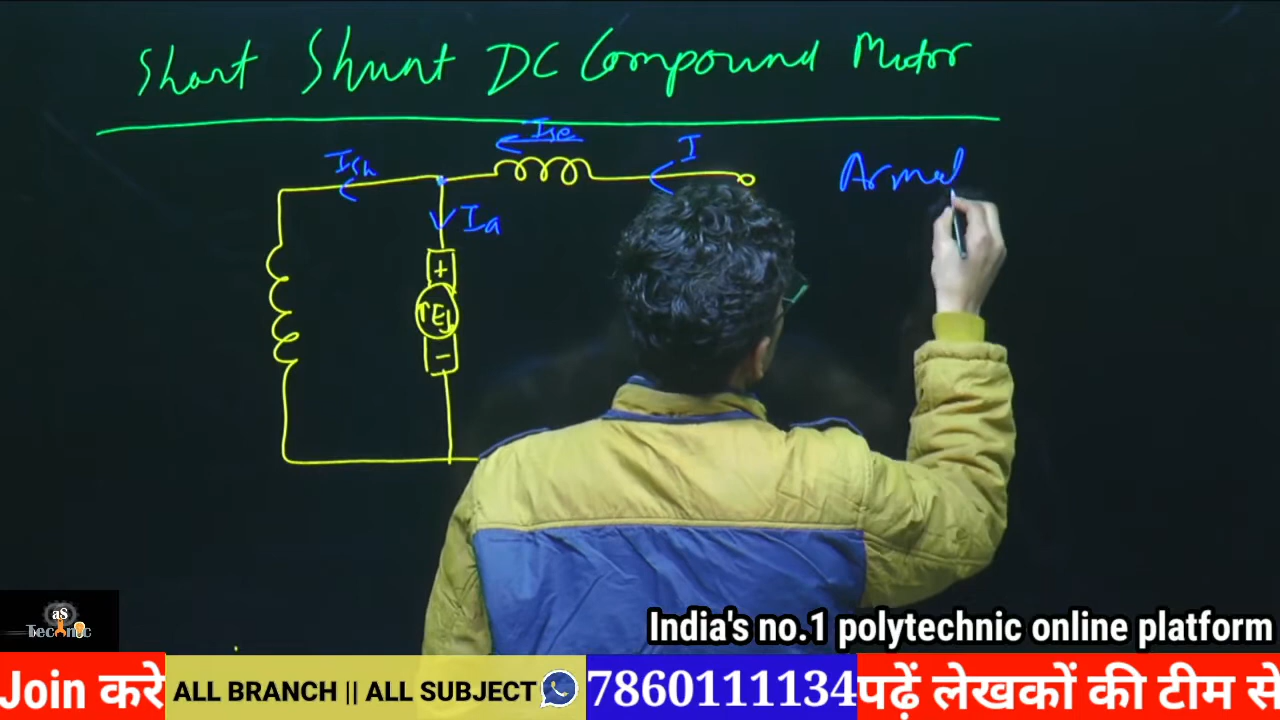 Short Shunt DC Compound Motor
Ise
I
Ish
Ia
Armat
+
E
-
as
Teconic
India's no.1 polytechnic online platform
Join करे ALL BRANCH || ALL SUBJECT 7860111134 पढ़ें लेखकों की टीम से